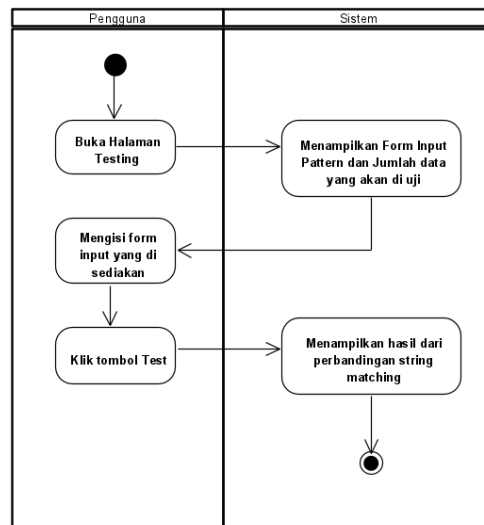 Pengguna
Sistem
Buka Halaman
Testing
Menampilkan Form Input
Pattern dan Jumlah data
yang akan di uji
Mengisi form
input yang di
sediakan
Klik tombol Test
Menampilkan hasil dari
perbandingan string
matching